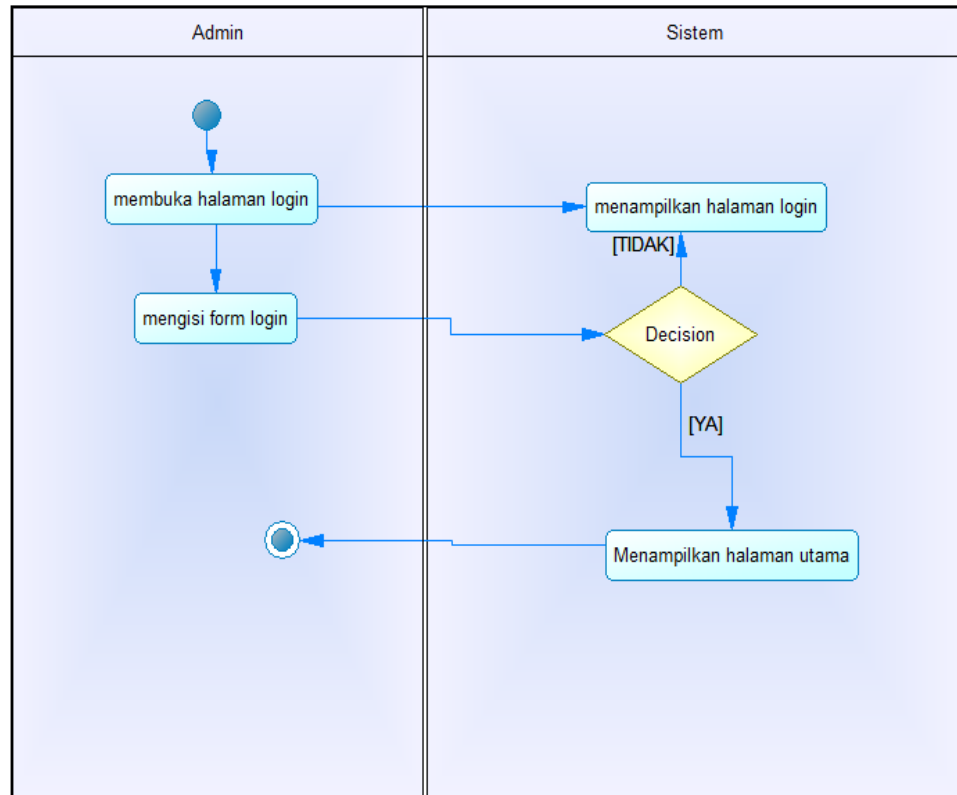 Admin
Sistem
membuka halaman login
menampilkan halaman login
[TIDAK]
mengisi form login
Decision
[YA]
Menampilkan halaman utama